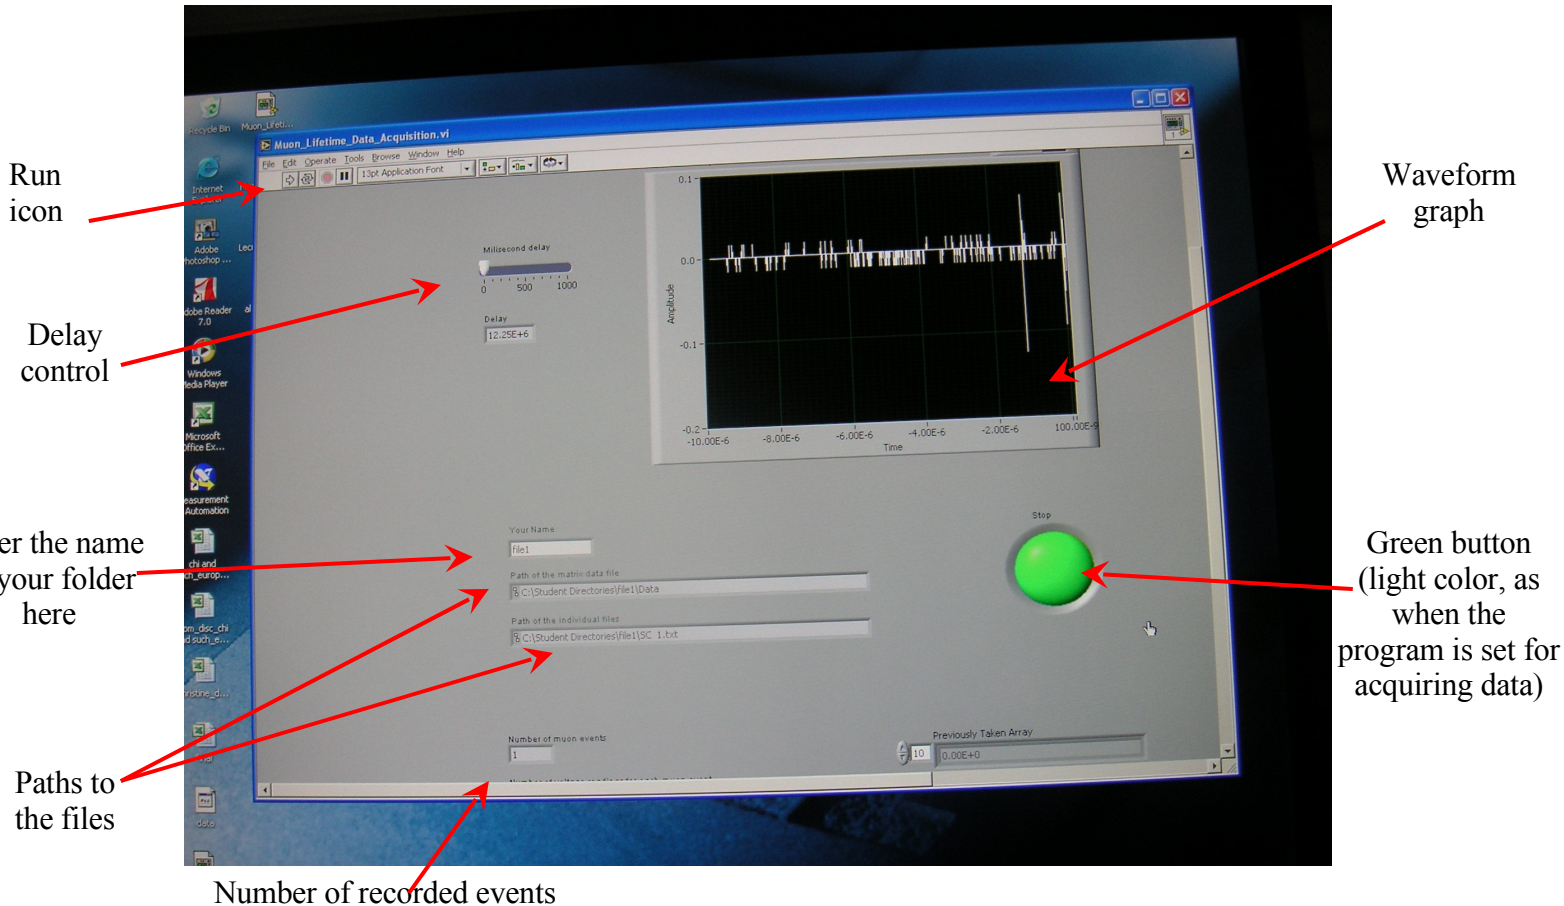 Recycle Bin
Muon_Lifeti...
Muon_Lifetime_Data_Acquisition.vi
File Edit Operate Tools Browse Window Help
13pt Application Font
1
Run
icon
Internet
Explorer
Adobe
Photoshop ...
Adobe Reader
7.0
Windows
Media Player
Microsoft
Office Ex...
Measurement
Automation
chi and
Milisecond delay
0 500 1000
Delay
12.25E+6
Amplitude
0.1
0.0
-0.1
-0.2
-10.00E-6 -8.00E-6 -6.00E-6 -4.00E-6 -2.00E-6 100.00E-9
Time
Waveform
graph
Delay
control
er the name
your folder
here
Your Name
file1
Path of the matrix data file
C:\Student Directories\file1\Data
Path of the individual files
C:\Student Directories\file1\SC_1.txt
Stop
Green button
(light color, as
when the
program is set for
acquiring data)
Paths to
the files
data
Number of muon events
1
10
Previously Taken Array
0.00E+0
Number of recorded events